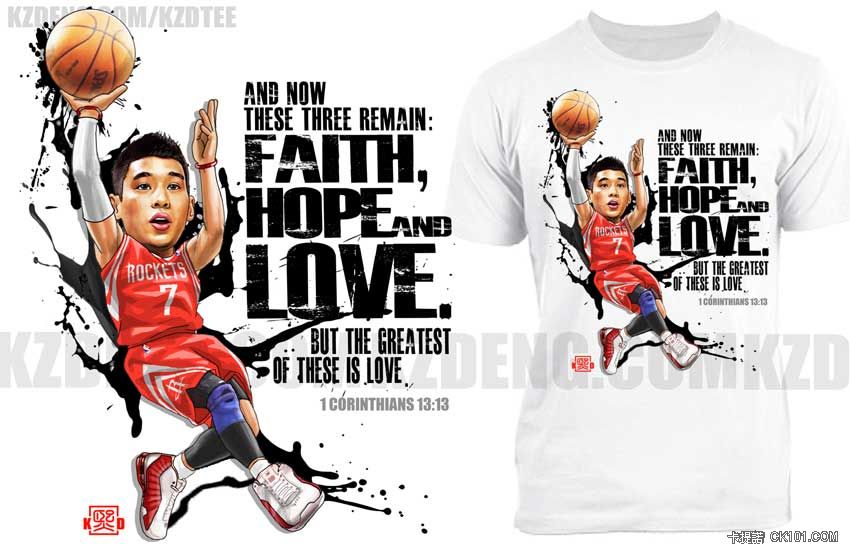 KZDENG.COM/KZDTEE
AND NOW
THESE THREE REMAIN:
FAITH,
HOPE AND
LOVE.
BUT THE GREATEST
OF THESE IS LOVE.
1 CORINTHIANS 13:13
ROCKETS
7
K D
AND NOW
THESE THREE REMAIN:
FAITH,
HOPE AND
LOVE.
BUT THE GREATEST
OF THESE IS LOVE.
1 CORINTHIANS 13:13
ROCKETS
7
KZDENG.COM
KZDENG.COM
KZD
卡提諾 CK101.COM